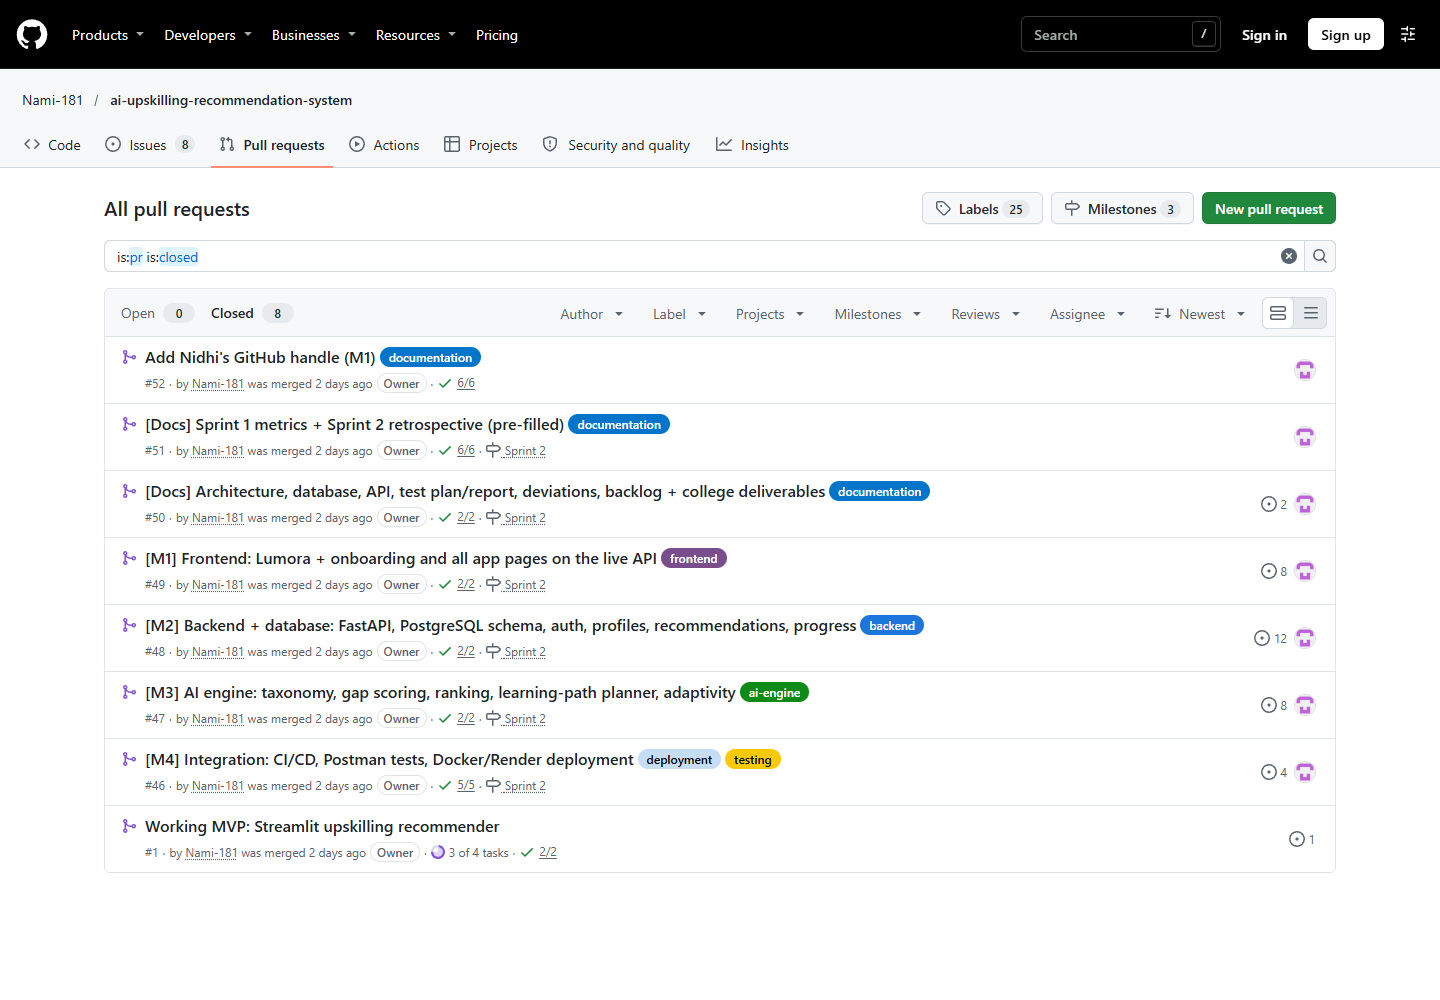 Products Developers Businesses Resources Pricing Search / Sign in Sign up
Nami-181 / ai-upskilling-recommendation-system
Code Issues 8 Pull requests Actions Projects Security and quality Insights
All pull requests Labels 25 Milestones 3 New pull request
is:pr is:closed
Open 0 Closed 8 Author Label Projects Milestones Reviews Assignee Newest
Add Nidhi's GitHub handle (M1) documentation
#52 · by Nami-181 was merged 2 days ago Owner · 6/6
[Docs] Sprint 1 metrics + Sprint 2 retrospective (pre-filled) documentation
#51 · by Nami-181 was merged 2 days ago Owner · 6/6 · Sprint 2
[Docs] Architecture, database, API, test plan/report, deviations, backlog + college deliverables documentation
#50 · by Nami-181 was merged 2 days ago Owner · 2/2 · Sprint 2 2
[M1] Frontend: Lumora + onboarding and all app pages on the live API frontend
#49 · by Nami-181 was merged 2 days ago Owner · 2/2 · Sprint 2 8
[M2] Backend + database: FastAPI, PostgreSQL schema, auth, profiles, recommendations, progress backend
#48 · by Nami-181 was merged 2 days ago Owner · 2/2 · Sprint 2 12
[M3] AI engine: taxonomy, gap scoring, ranking, learning-path planner, adaptivity ai-engine
#47 · by Nami-181 was merged 2 days ago Owner · 2/2 · Sprint 2 8
[M4] Integration: CI/CD, Postman tests, Docker/Render deployment deployment testing
#46 · by Nami-181 was merged 2 days ago Owner · 5/5 · Sprint 2 4
Working MVP: Streamlit upskilling recommender
#1 · by Nami-181 was merged 2 days ago Owner · 3 of 4 tasks · 2/2 1